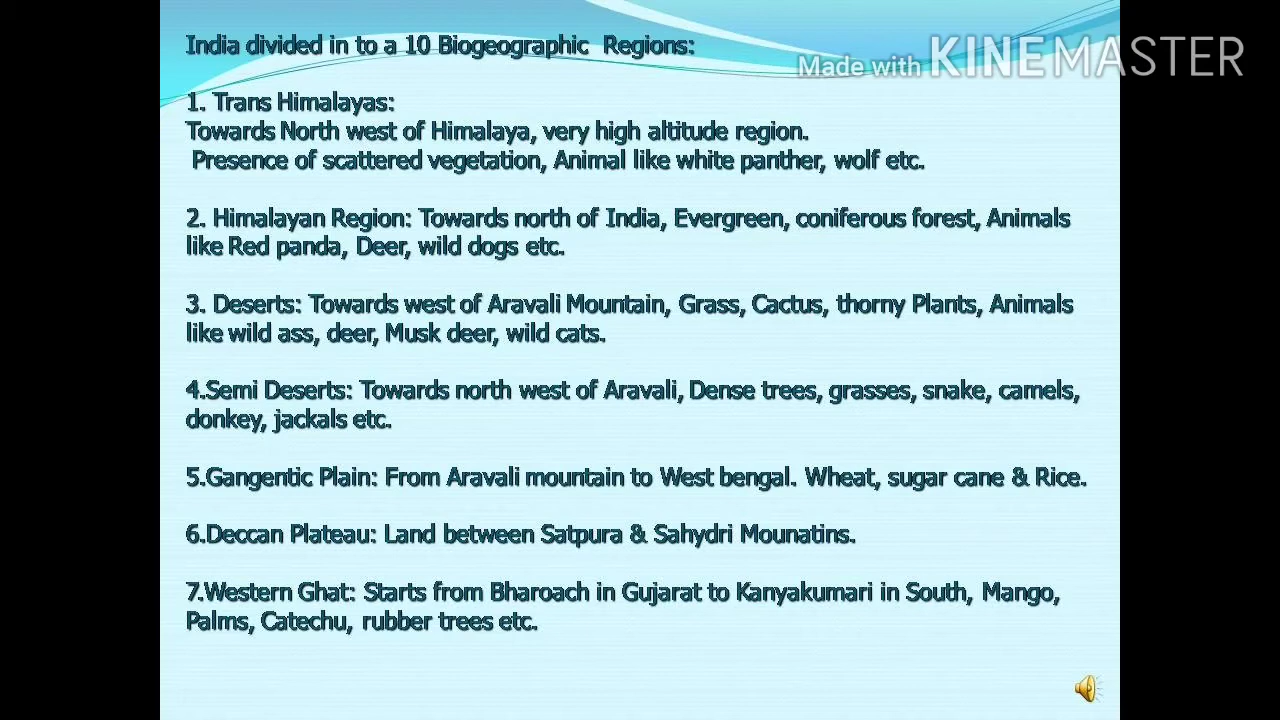 India divided in to a 10 Biogeographic Regions:
Made with KINEMASTER
1. Trans Himalayas:
Towards North west of Himalaya, very high altitude region.
Presence of scattered vegetation, Animal like white panther, wolf etc.
2. Himalayan Region: Towards north of India, Evergreen, coniferous forest, Animals
like Red panda, Deer, wild dogs etc.
3. Deserts: Towards west of Aravali Mountain, Grass, Cactus, thorny Plants, Animals
like wild ass, deer, Musk deer, wild cats.
4.Semi Deserts: Towards north west of Aravali, Dense trees, grasses, snake, camels,
donkey, jackals etc.
5.Gangentic Plain: From Aravali mountain to West bengal. Wheat, sugar cane & Rice.
6.Deccan Plateau: Land between Satpura & Sahydri Mounatins.
7.Western Ghat: Starts from Bharoach in Gujarat to Kanyakumari in South, Mango,
Palms, Catechu, rubber trees etc.